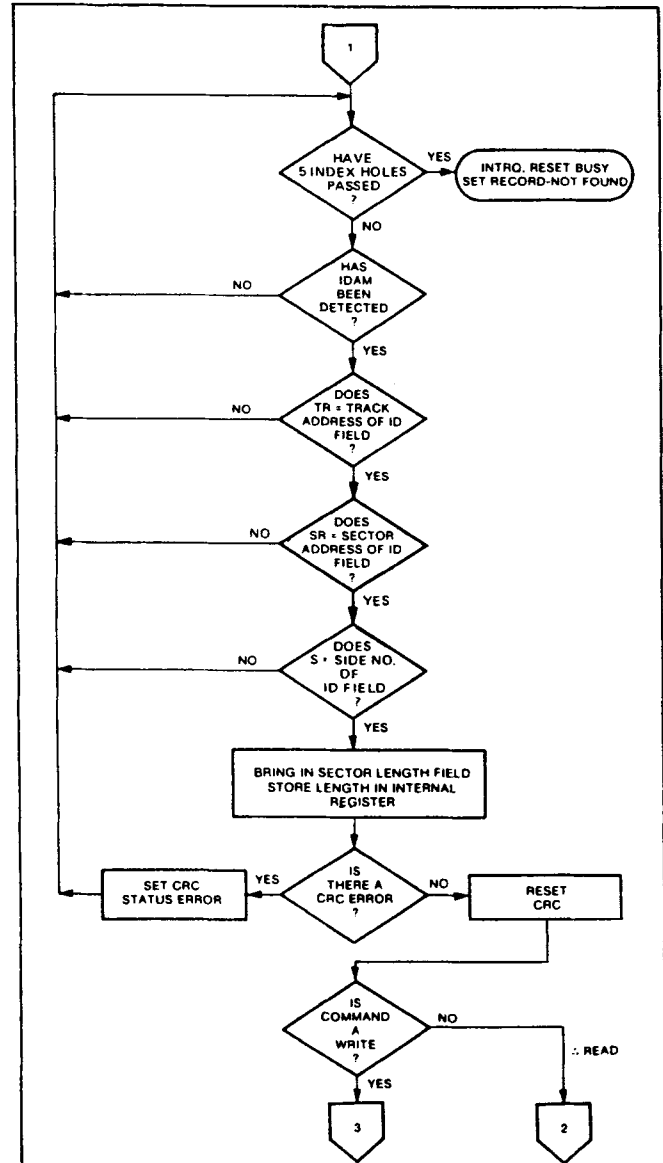 1
HAVE
5 INDEX HOLES
PASSED
?
YES
INTRQ. RESET BUSY
SET RECORD-NOT FOUND
NO
HAS
IDAM
BEEN
DETECTED
?
NO
YES
DOES
TR = TRACK
ADDRESS OF ID
FIELD
?
NO
YES
DOES
SR = SECTOR
ADDRESS OF ID
FIELD
?
NO
YES
DOES
S = SIDE NO.
OF
ID FIELD
?
NO
YES
BRING IN SECTOR LENGTH FIELD
STORE LENGTH IN INTERNAL
REGISTER
IS
THERE A
CRC ERROR
?
YES
SET CRC
STATUS ERROR
NO
RESET
CRC
IS
COMMAND
A
WRITE
?
NO
∴ READ
YES
3
2